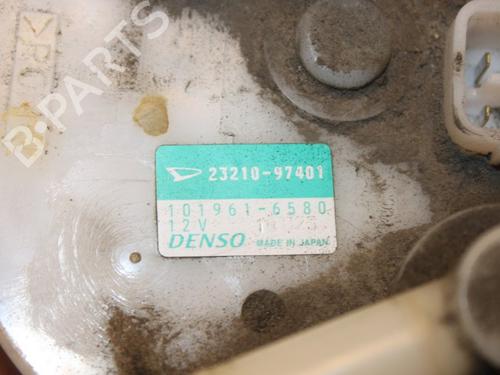 B-PARTS
23210-97401
101961-6580
12V
DENSO MADE IN JAPAN